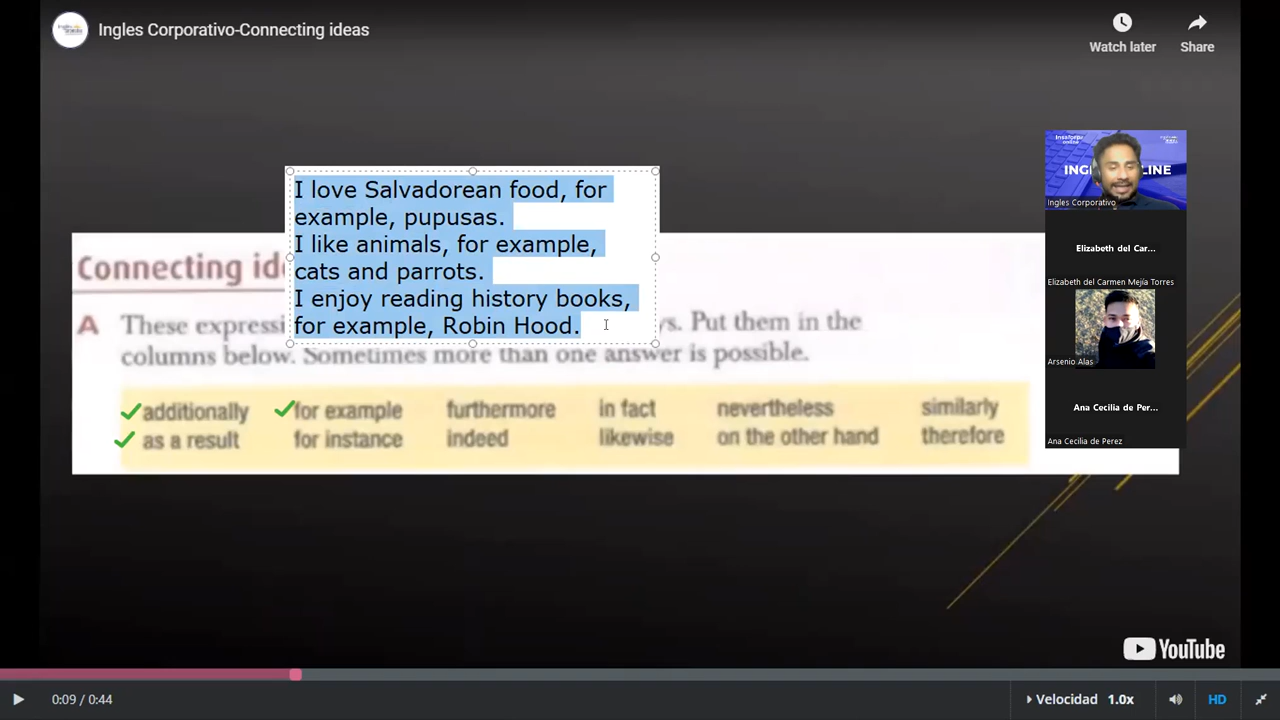 Ingles Corporativo-Connecting ideas
Watch later
Share
I love Salvadorean food, for
example, pupusas.
I like animals, for example,
cats and parrots.
I enjoy reading history books,
for example, Robin Hood.
Connecting
A These
Put them in the
columns below. Sometimes more than one answer is possible.
additionally for example furthermore in fact nevertheless similarly
as a result for instance indeed likewise on the other hand therefore
Ingles Corporativo
Elizabeth del Car...
Elizabeth del Carmen Mejía Torres
Arsenio Alas
Ana Cecilia de Per...
Ana Cecilia de Perez
YouTube
0:09 / 0:44
Velocidad 1.0x
HD